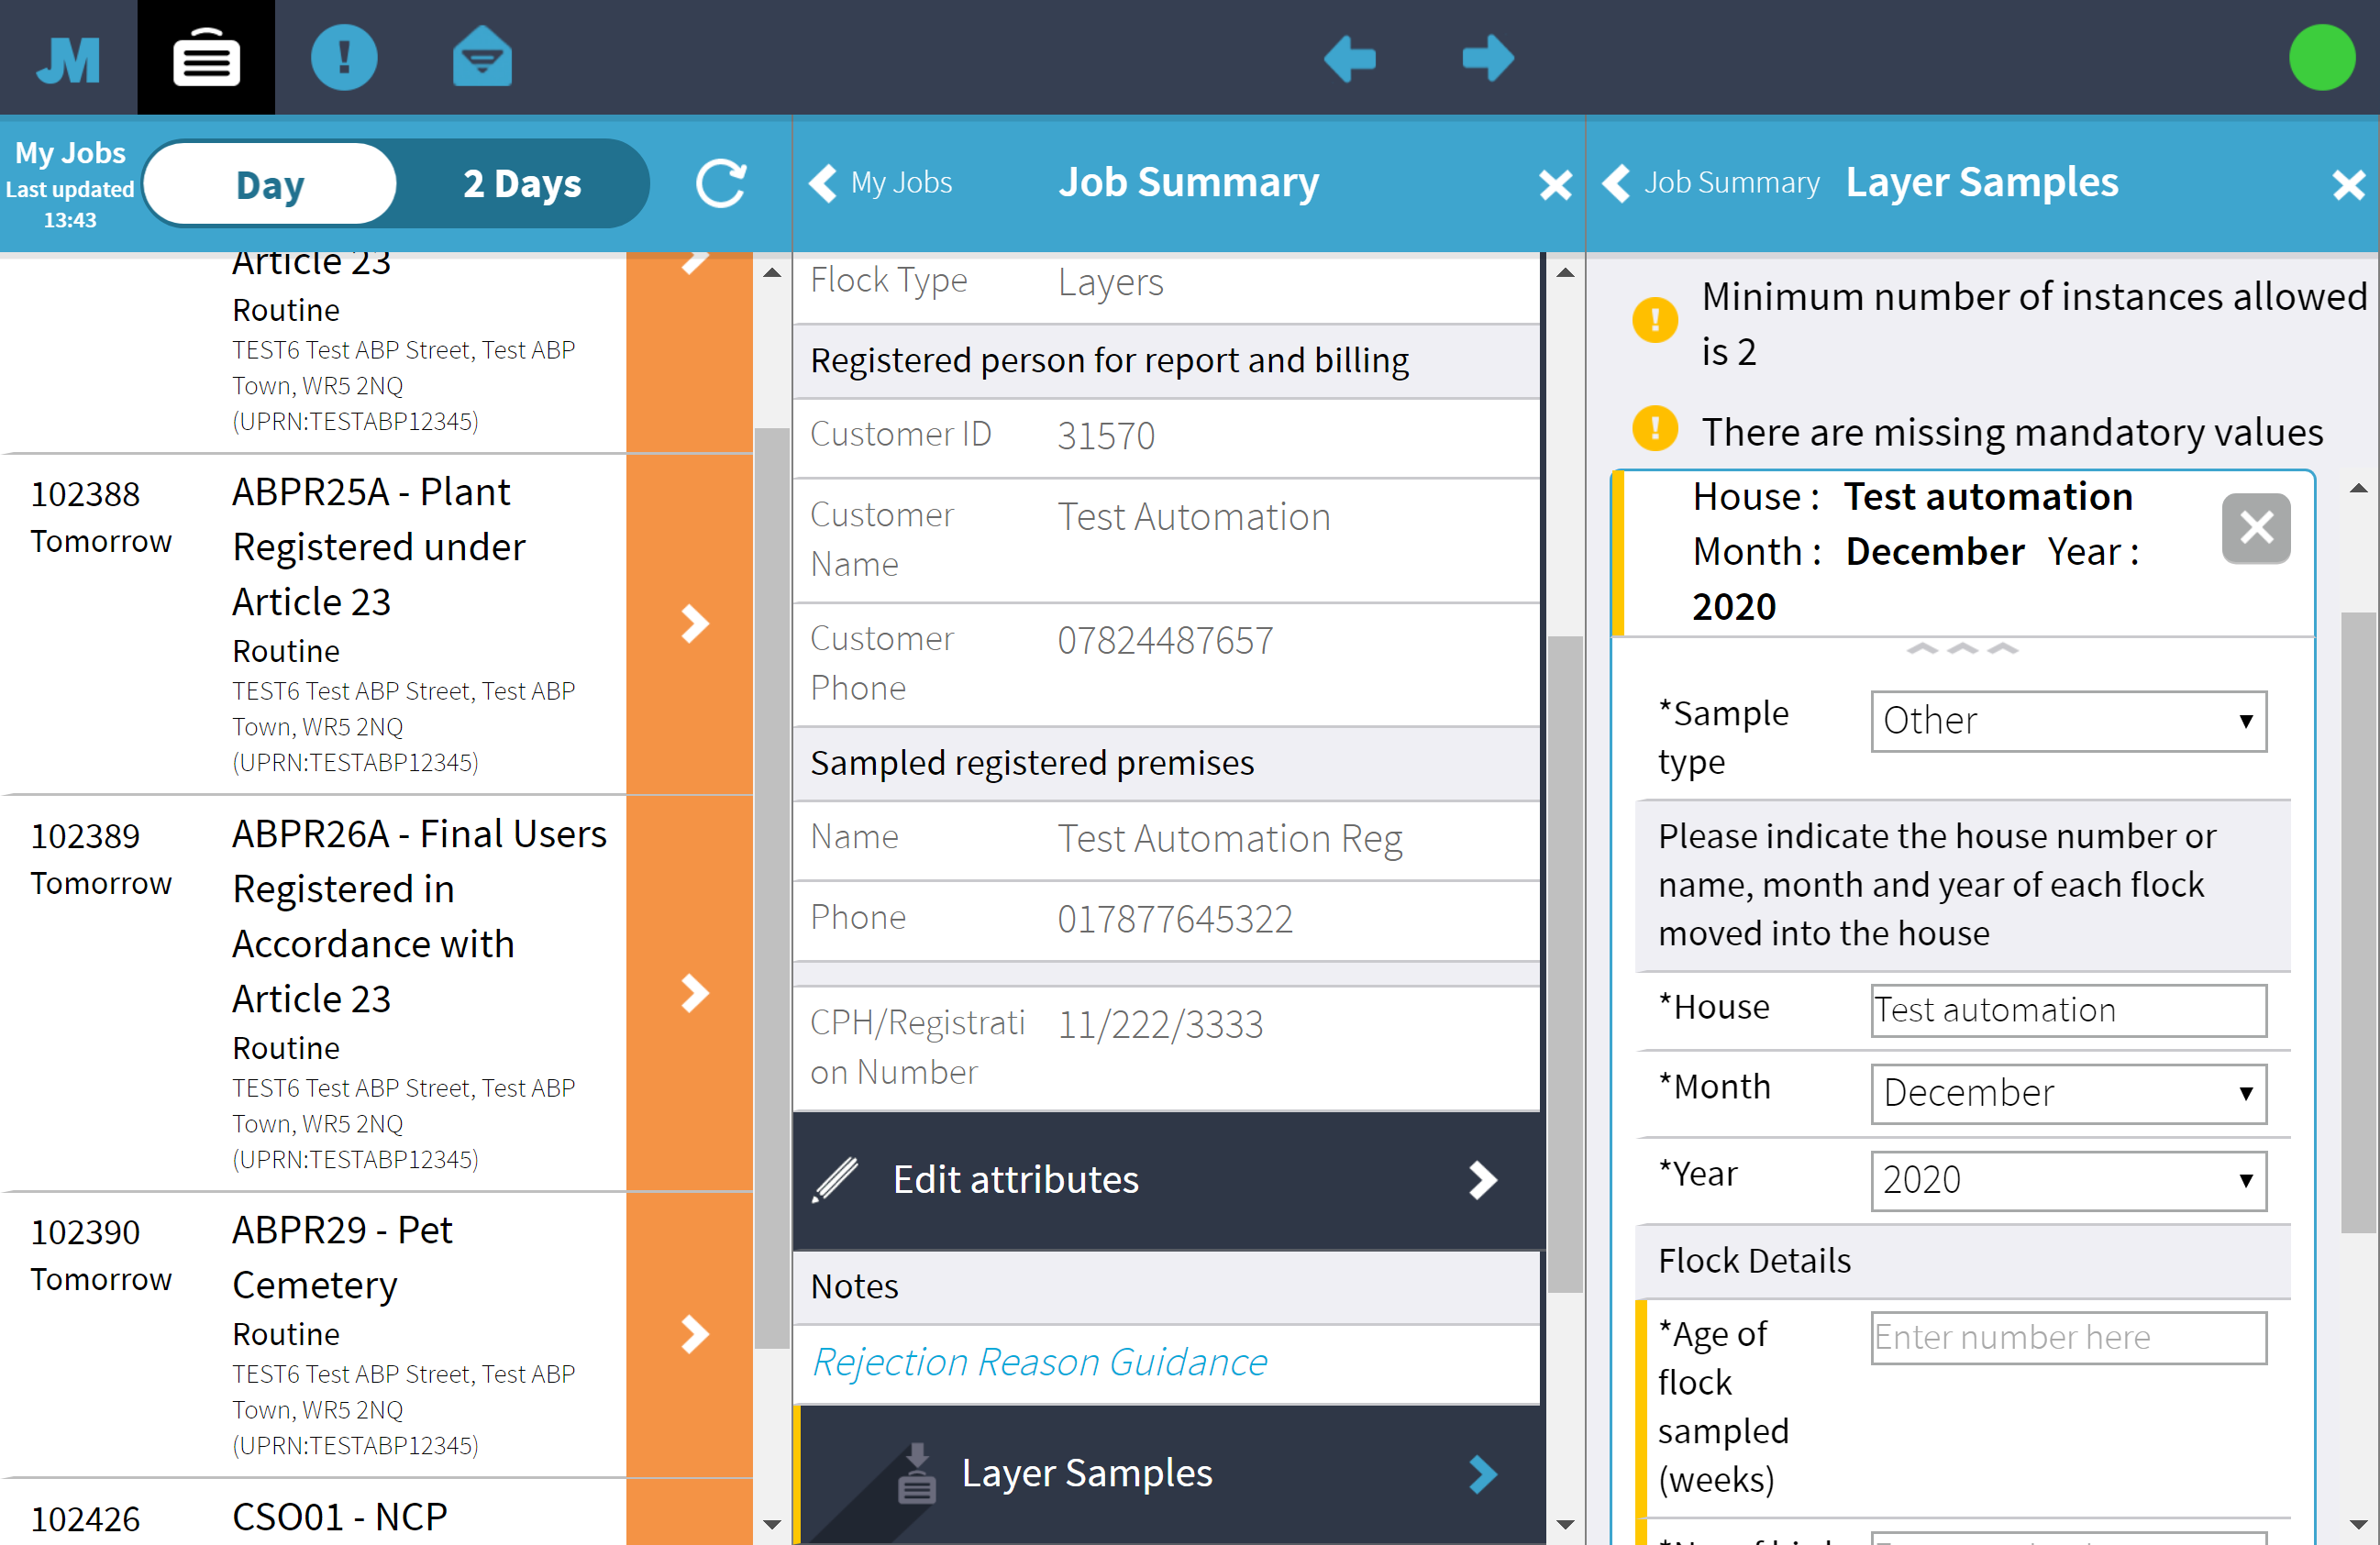 JM
My Jobs
Last updated
13:43
Day
2 Days
My Jobs
Job Summary
Job Summary
Layer Samples
Article 23
Routine
TEST6 Test ABP Street, Test ABP
Town, WR5 2NQ
(UPRN:TESTABP12345)
102388
Tomorrow
ABPR25A - Plant
Registered under
Article 23
Routine
TEST6 Test ABP Street, Test ABP
Town, WR5 2NQ
(UPRN:TESTABP12345)
102389
Tomorrow
ABPR26A - Final Users
Registered in
Accordance with
Article 23
Routine
TEST6 Test ABP Street, Test ABP
Town, WR5 2NQ
(UPRN:TESTABP12345)
102390
Tomorrow
ABPR29 - Pet
Cemetery
Routine
TEST6 Test ABP Street, Test ABP
Town, WR5 2NQ
(UPRN:TESTABP12345)
102426
CSO01 - NCP
Flock Type Layers
Registered person for report and billing
Customer ID 31570
Customer
Name
Test Automation
Customer
Phone
07824487657
Sampled registered premises
Name Test Automation Reg
Phone 017877645322
CPH/Registrati
on Number
11/222/3333
Edit attributes
Notes
Rejection Reason Guidance
Layer Samples
Minimum number of instances allowed
is 2
There are missing mandatory values
House : Test automation
Month : December Year :
2020
*Sample
type
Other
Please indicate the house number or
name, month and year of each flock
moved into the house
*House Test automation
*Month December
*Year 2020
Flock Details
*Age of
flock
sampled
(weeks)
Enter number here